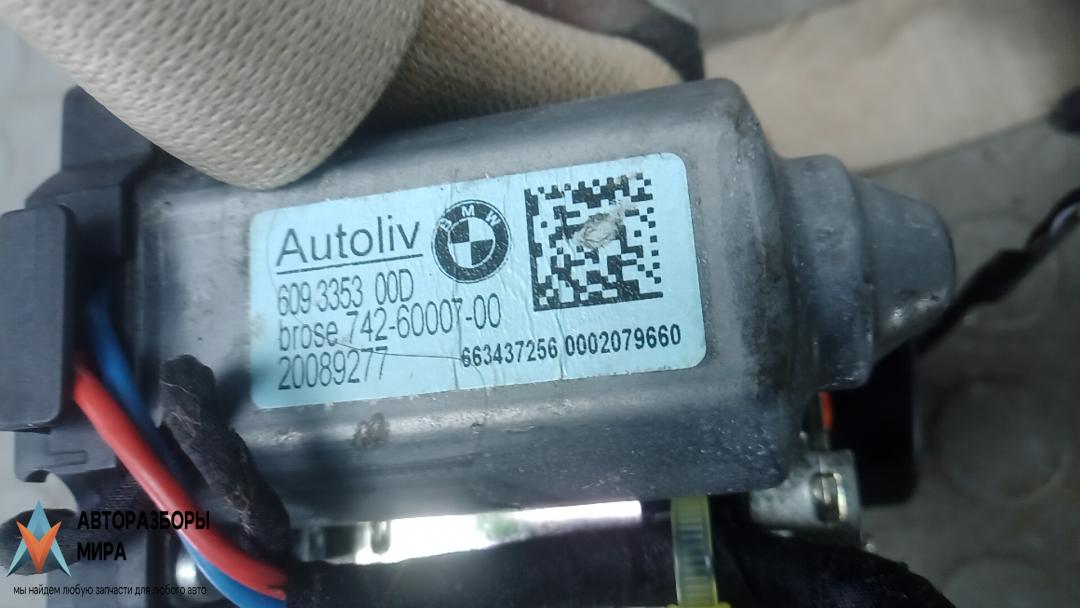 Autoliv
BMW
609 3353 00D
brose 742-60007-00
20089277
663437256 0002079660
АВТОРАЗБОРЫ
МИРА
мы найдем любую запчасти для любого авто